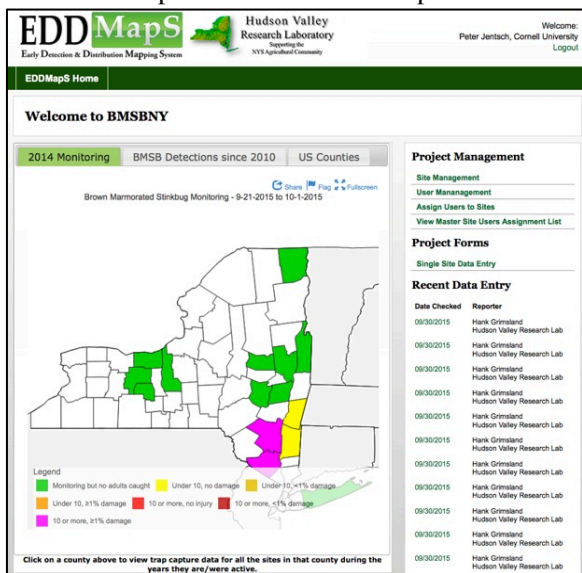 EDDMapS
Early Detection & Distribution Mapping System
Hudson Valley
Research Laboratory
Supporting the
NYS Agricultural Community
Welcome:
Peter Jentsch, Cornell University
Logout
EDDMapS Home
Welcome to BMSBNY
2014 Monitoring
BMSB Detections since 2010
US Counties
Share
Flag
Fullscreen
Brown Marmorated Stinkbug Monitoring - 9-21-2015 to 10-1-2015
Legend
Monitoring but no adults caught
Under 10, no damage
Under 10, <1% damage
Under 10, ≥1% damage
10 or more, no injury
10 or more, <1% damage
10 or more, ≥1% damage
Click on a county above to view trap capture data for all the sites in that county during the
years they are/were active.
Project Management
Site Management
User Mananagement
Assign Users to Sites
View Master Site Users Assignment List
Project Forms
Single Site Data Entry
Recent Data Entry
Date Checked Reporter
09/30/2015 Hank Grimsland
Hudson Valley Research Lab
09/30/2015 Hank Grimsland
Hudson Valley Research Lab
09/30/2015 Hank Grimsland
Hudson Valley Research Lab
09/30/2015 Hank Grimsland
Hudson Valley Research Lab
09/30/2015 Hank Grimsland
Hudson Valley Research Lab
09/30/2015 Hank Grimsland
Hudson Valley Research Lab
09/30/2015 Hank Grimsland
Hudson Valley Research Lab
09/30/2015 Hank Grimsland
Hudson Valley Research Lab
09/30/2015 Hank Grimsland
Hudson Valley Research Lab
09/30/2015 Hank Grimsland
Hudson Valley Research Lab
09/30/2015 Hank Grimsland
Hudson Valley Research Lab